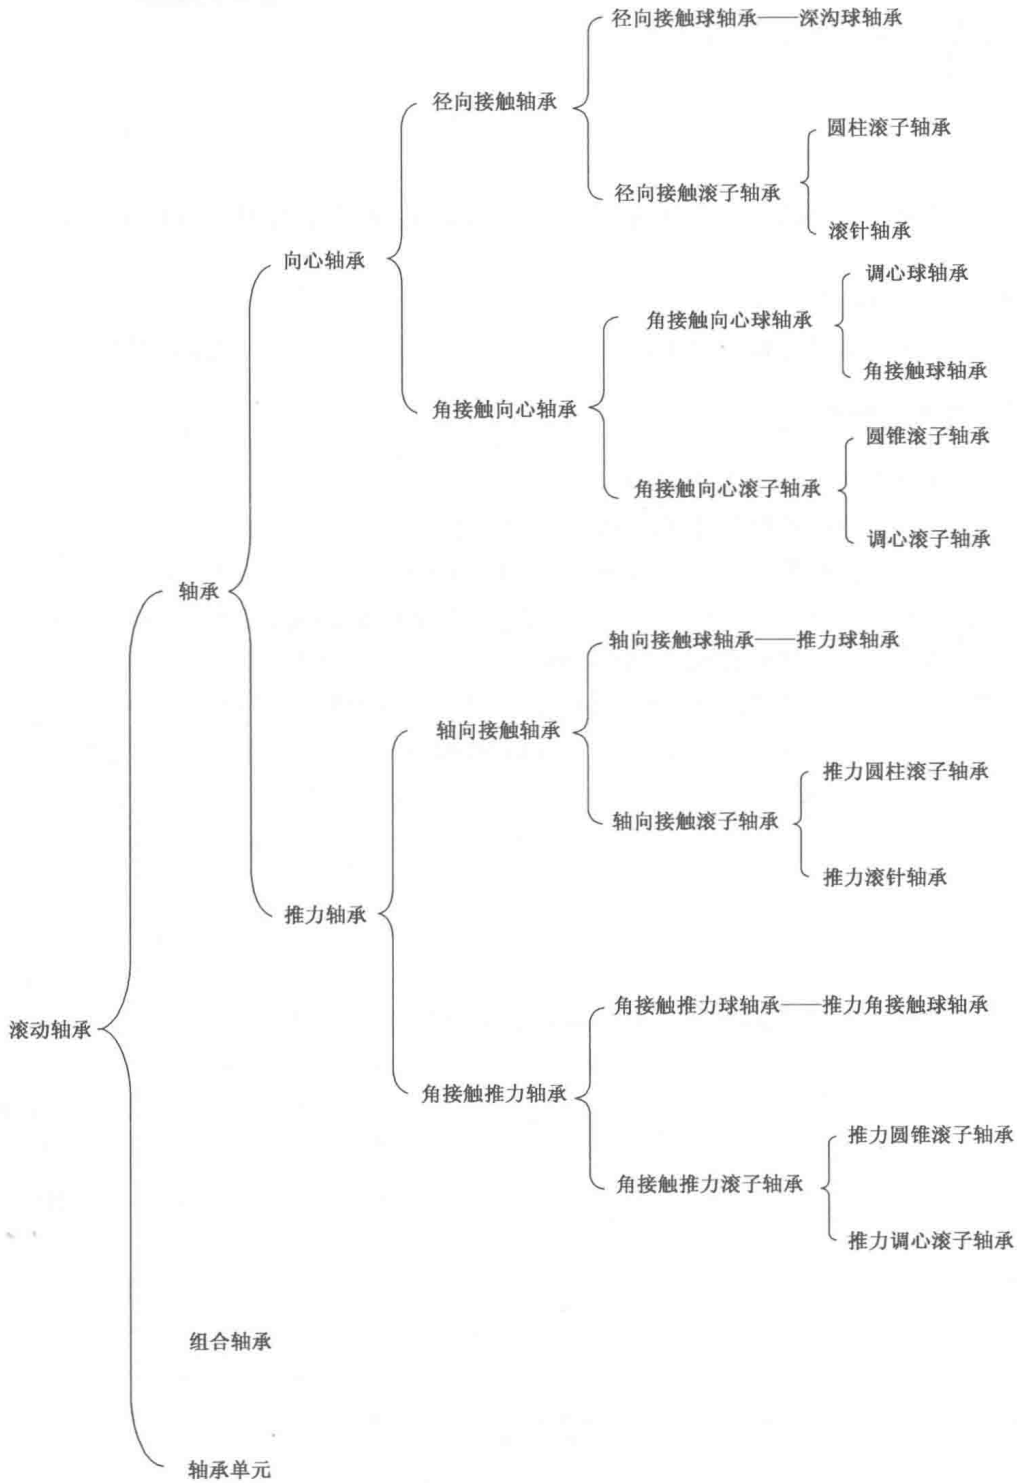 径向接触球轴承——深沟球轴承
径向接触轴承
圆柱滚子轴承
径向接触滚子轴承
滚针轴承
向心轴承
调心球轴承
角接触向心球轴承
角接触球轴承
角接触向心轴承
圆锥滚子轴承
角接触向心滚子轴承
调心滚子轴承
轴承
轴向接触球轴承——推力球轴承
轴向接触轴承
推力圆柱滚子轴承
轴向接触滚子轴承
推力滚针轴承
推力轴承
角接触推力球轴承——推力角接触球轴承
滚动轴承
角接触推力轴承
推力圆锥滚子轴承
角接触推力滚子轴承
推力调心滚子轴承
组合轴承
轴承单元